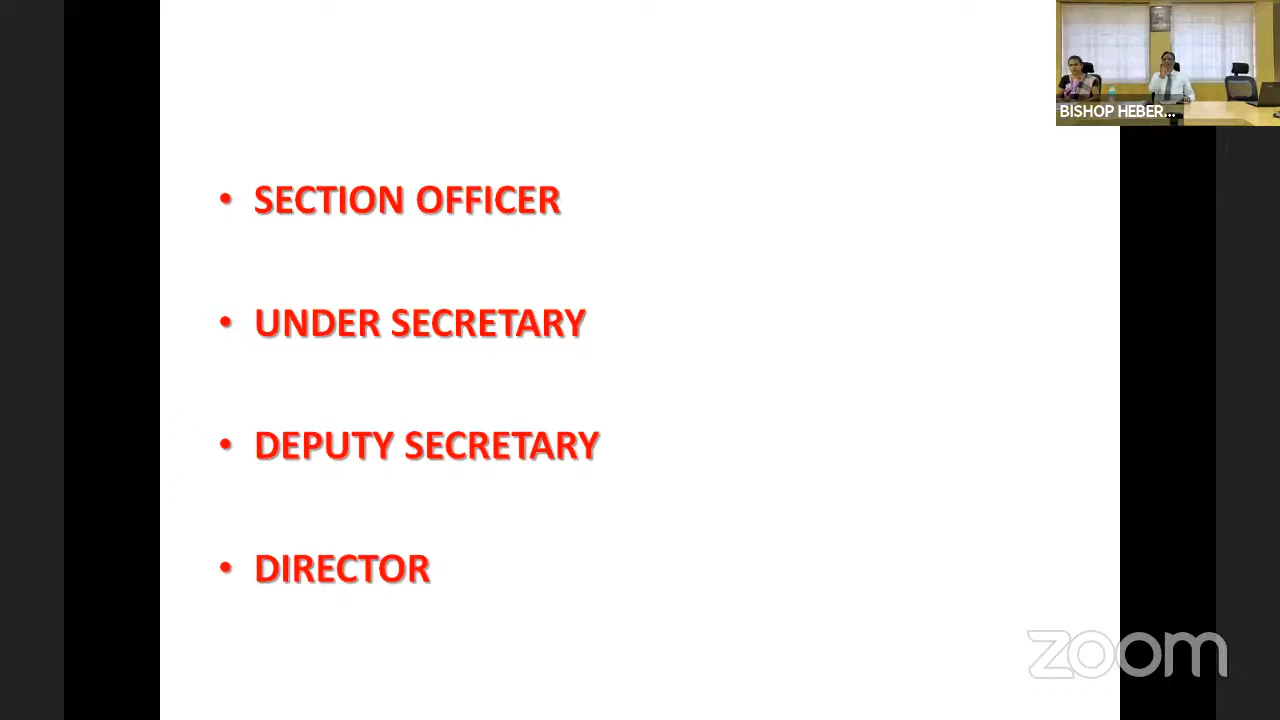 BISHOP HEBER...
• SECTION OFFICER
• UNDER SECRETARY
• DEPUTY SECRETARY
• DIRECTOR
zoom